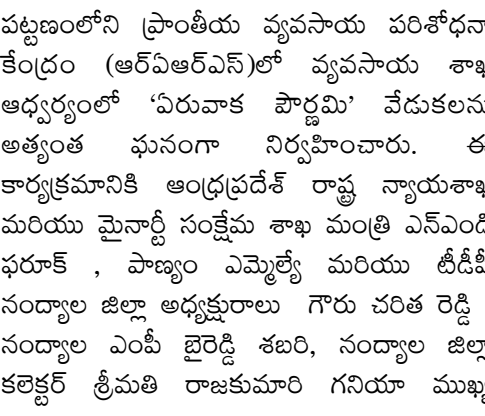 పట్టణంలోని ప్రాంతీయ వ్యవసాయ పరిశోధనా
కేంద్రం (ఆర్ఏఆర్ఎస్)లో వ్యవసాయ శాఖ
ఆధ్వర్యంలో ‘ఏరువాక పౌర్ణమి’ వేడుకలను
అత్యంత ఘనంగా నిర్వహించారు. ఈ
కార్యక్రమానికి ఆంధ్రప్రదేశ్ రాష్ట్ర న్యాయశాఖ
మరియు మైనార్టీ సంక్షేమ శాఖ మంత్రి ఎన్ఎండి
ఫరూక్ , పాణ్యం ఎమ్మెల్యే మరియు టీడీపీ
నంద్యాల జిల్లా అధ్యక్షురాలు గౌరు చరిత రెడ్డి
నంద్యాల ఎంపీ బైరెడ్డి శబరి, నంద్యాల జిల్లా
కలెక్టర్ శ్రీమతి రాజకుమారి గనియా ముఖ్య